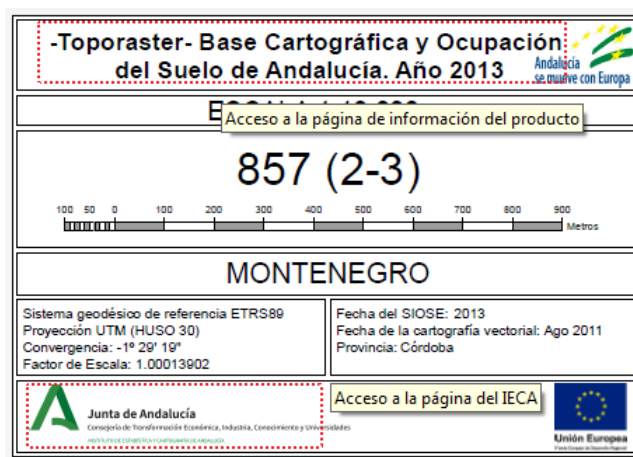 -Toporaster- Base Cartográfica y Ocupación
del Suelo de Andalucía. Año 2013
Andalucía
se mueve con Europa
Acceso a la página de información del producto
857 (2-3)
100 50 0 100 200 300 400 500 600 700 800 900
Metros
MONTENEGRO
Sistema geodésico de referencia ETRS89
Proyección UTM (HUSO 30)
Convergencia: -1º 29' 19"
Factor de Escala: 1.00013902
Fecha del SIOSE: 2013
Fecha de la cartografía vectorial: Ago 2011
Provincia: Córdoba
Junta de Andalucía
Consejería de Transformación Económica, Industria, Conocimiento y Universidades
INSTITUTO DE ESTADÍSTICA Y CARTOGRAFÍA DE ANDALUCÍA
Acceso a la página del IECA
Unión Europea